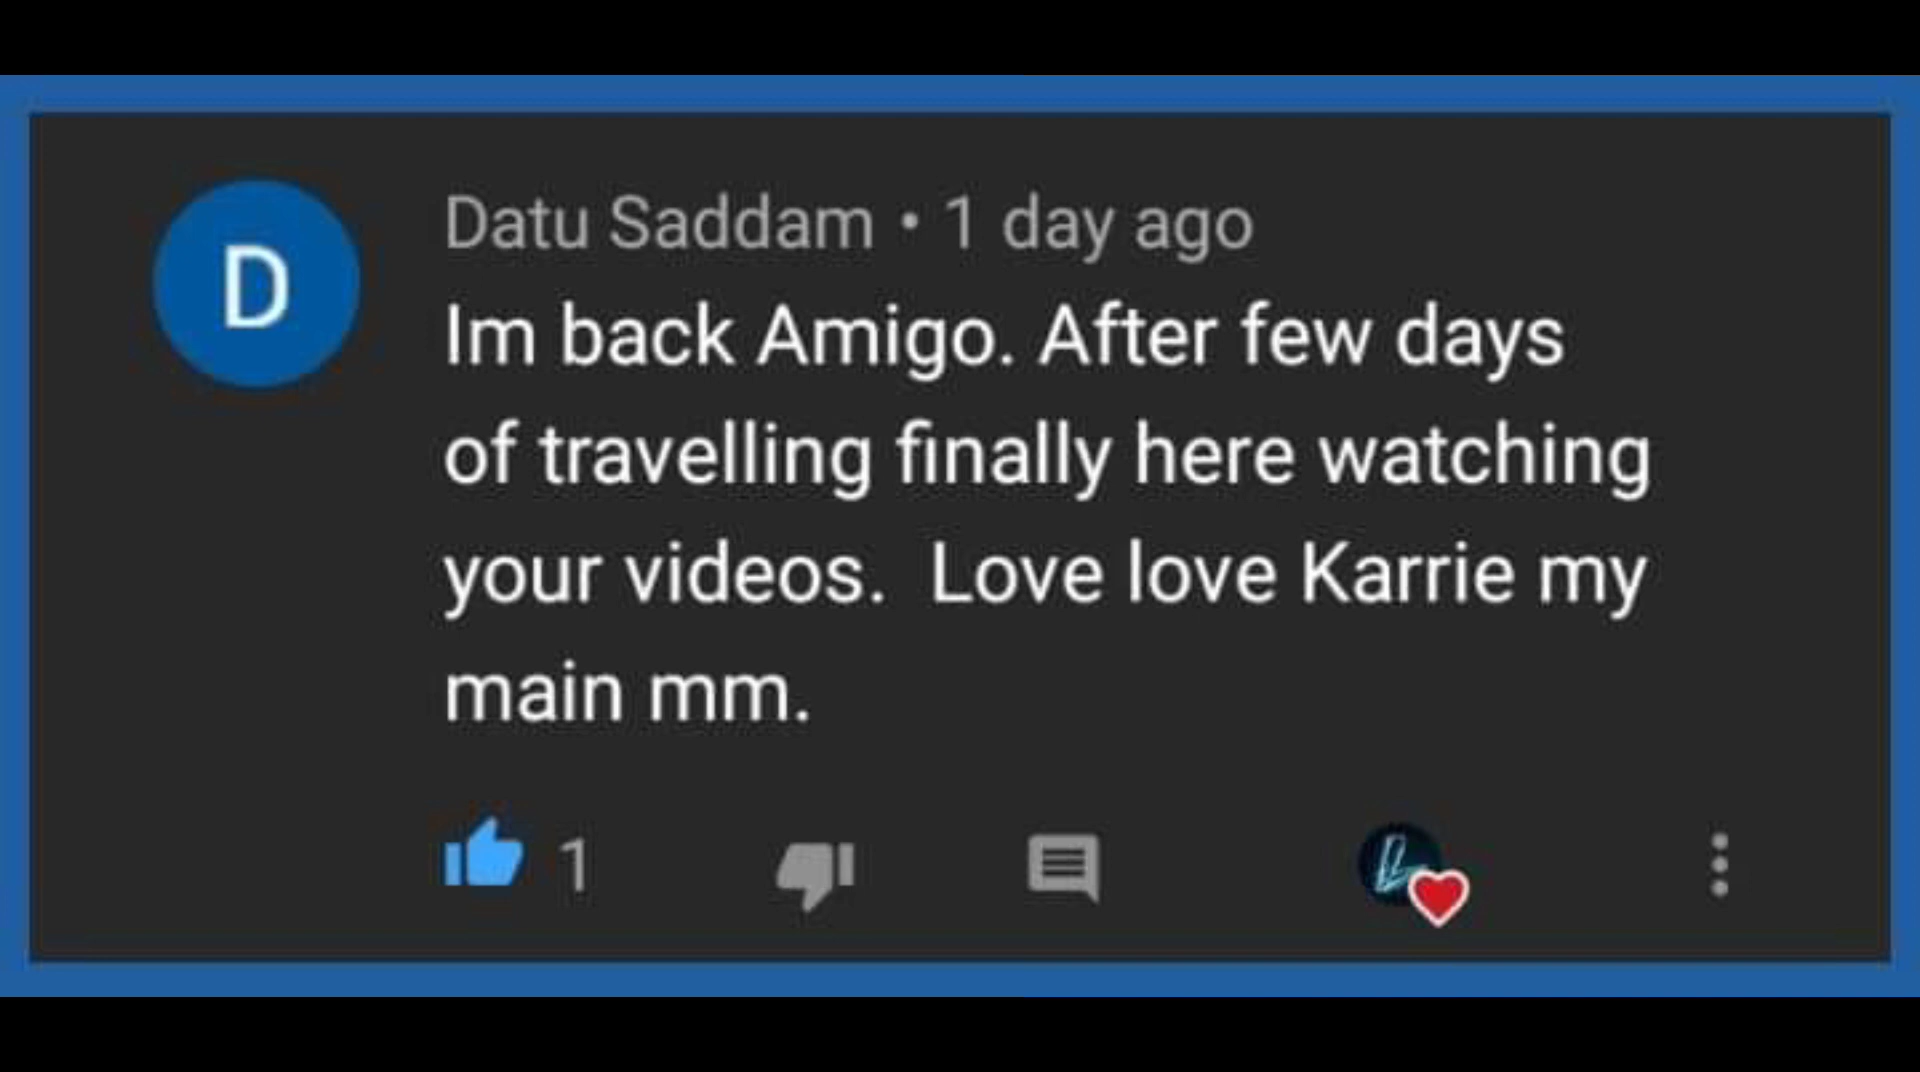 D
Datu Saddam • 1 day ago
Im back Amigo. After few days
of travelling finally here watching
your videos.  Love love Karrie my
main mm.
1